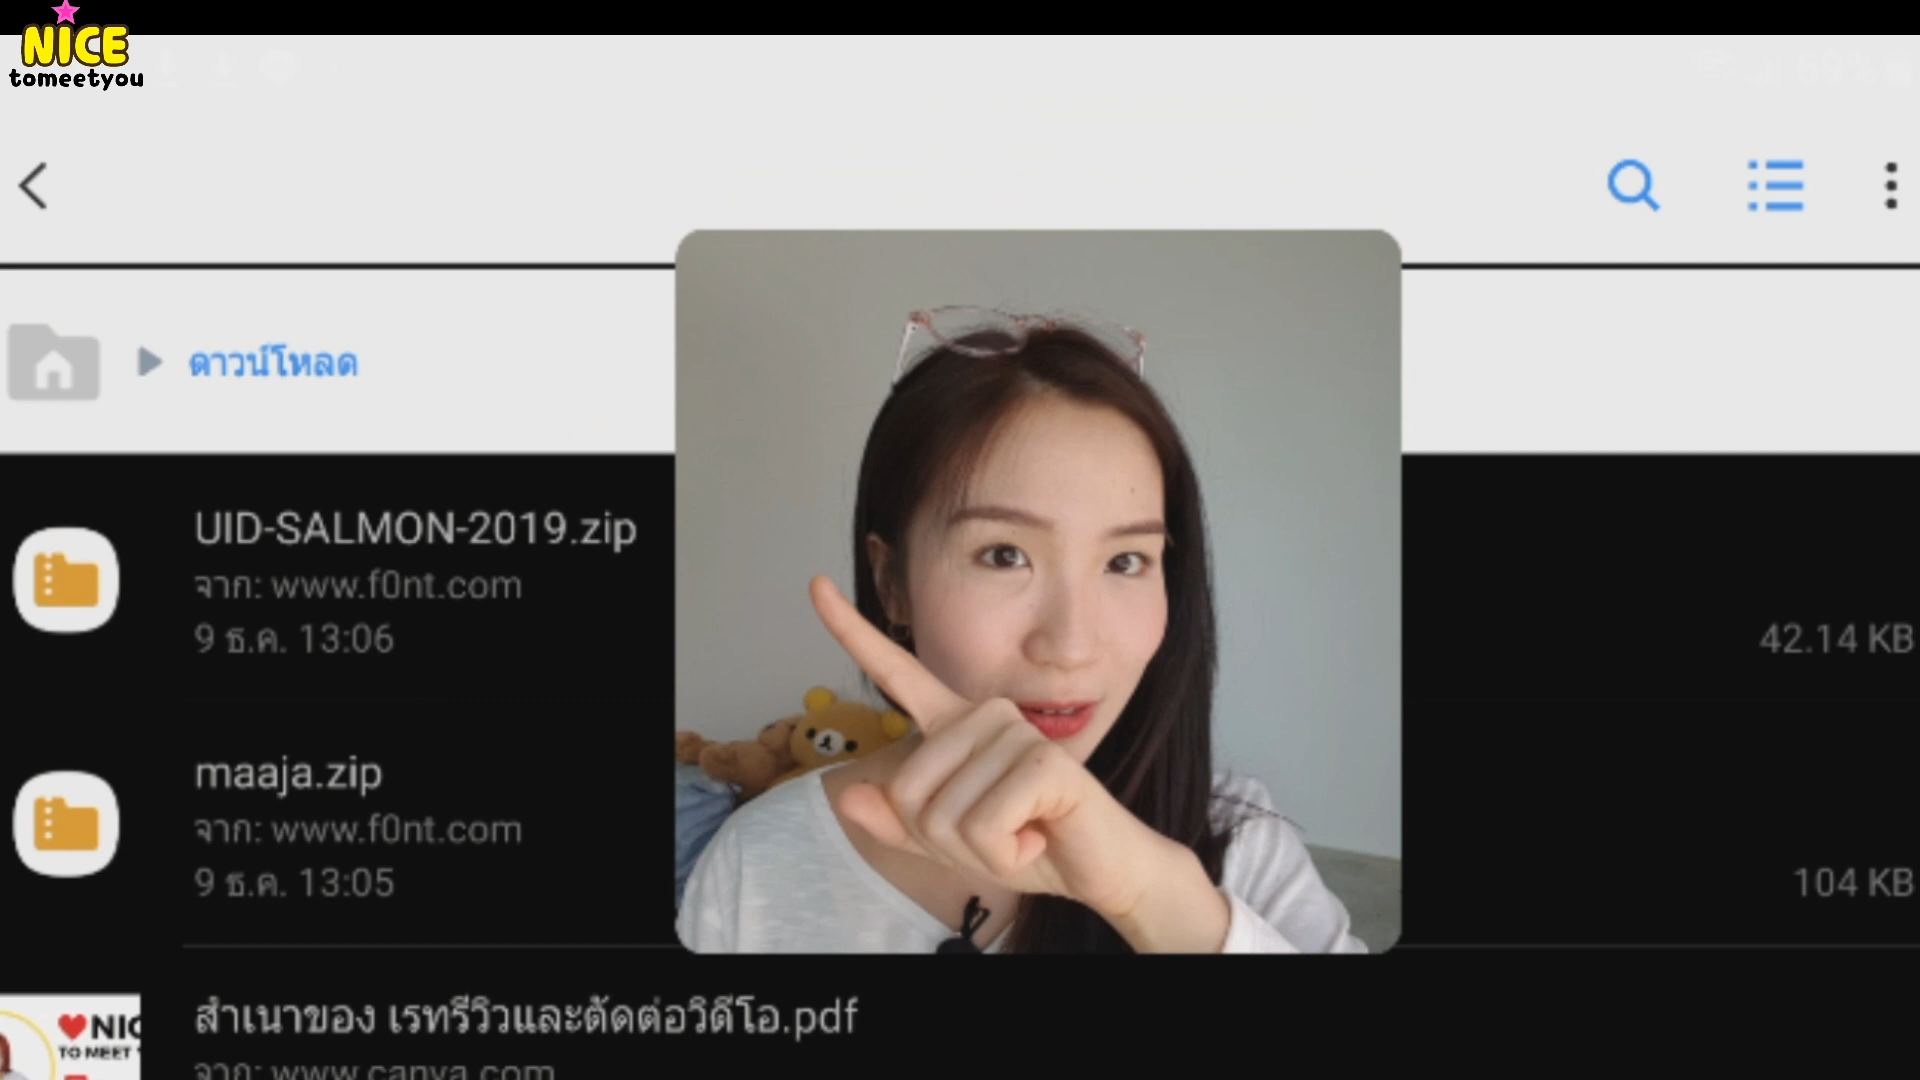 NICE
tomeetyou
ดาวน์โหลด
UID-SALMON-2019.zip
จาก: www.f0nt.com
9 ธ.ค. 13:06
42.14 KB
maaja.zip
จาก: www.f0nt.com
9 ธ.ค. 13:05
104 KB
สำเนาของ เรทรีวิวและตัดต่อวิดีโอ.pdf
จาก: www.canva.com
NIC
TO MEET